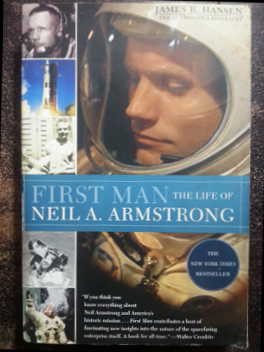 JAMES R. HANSEN
FIRST MAN THE LIFE OF
NEIL A. ARMSTRONG
THE
NEW YORK TIMES
BESTSELLER
"If you think you
know everything about
Neil Armstrong and America's
historic mission . . . First Man contributes a host of
fascinating new insights into the nature of the spacefaring
enterprise itself. A book for all time." —Walter Cronkite